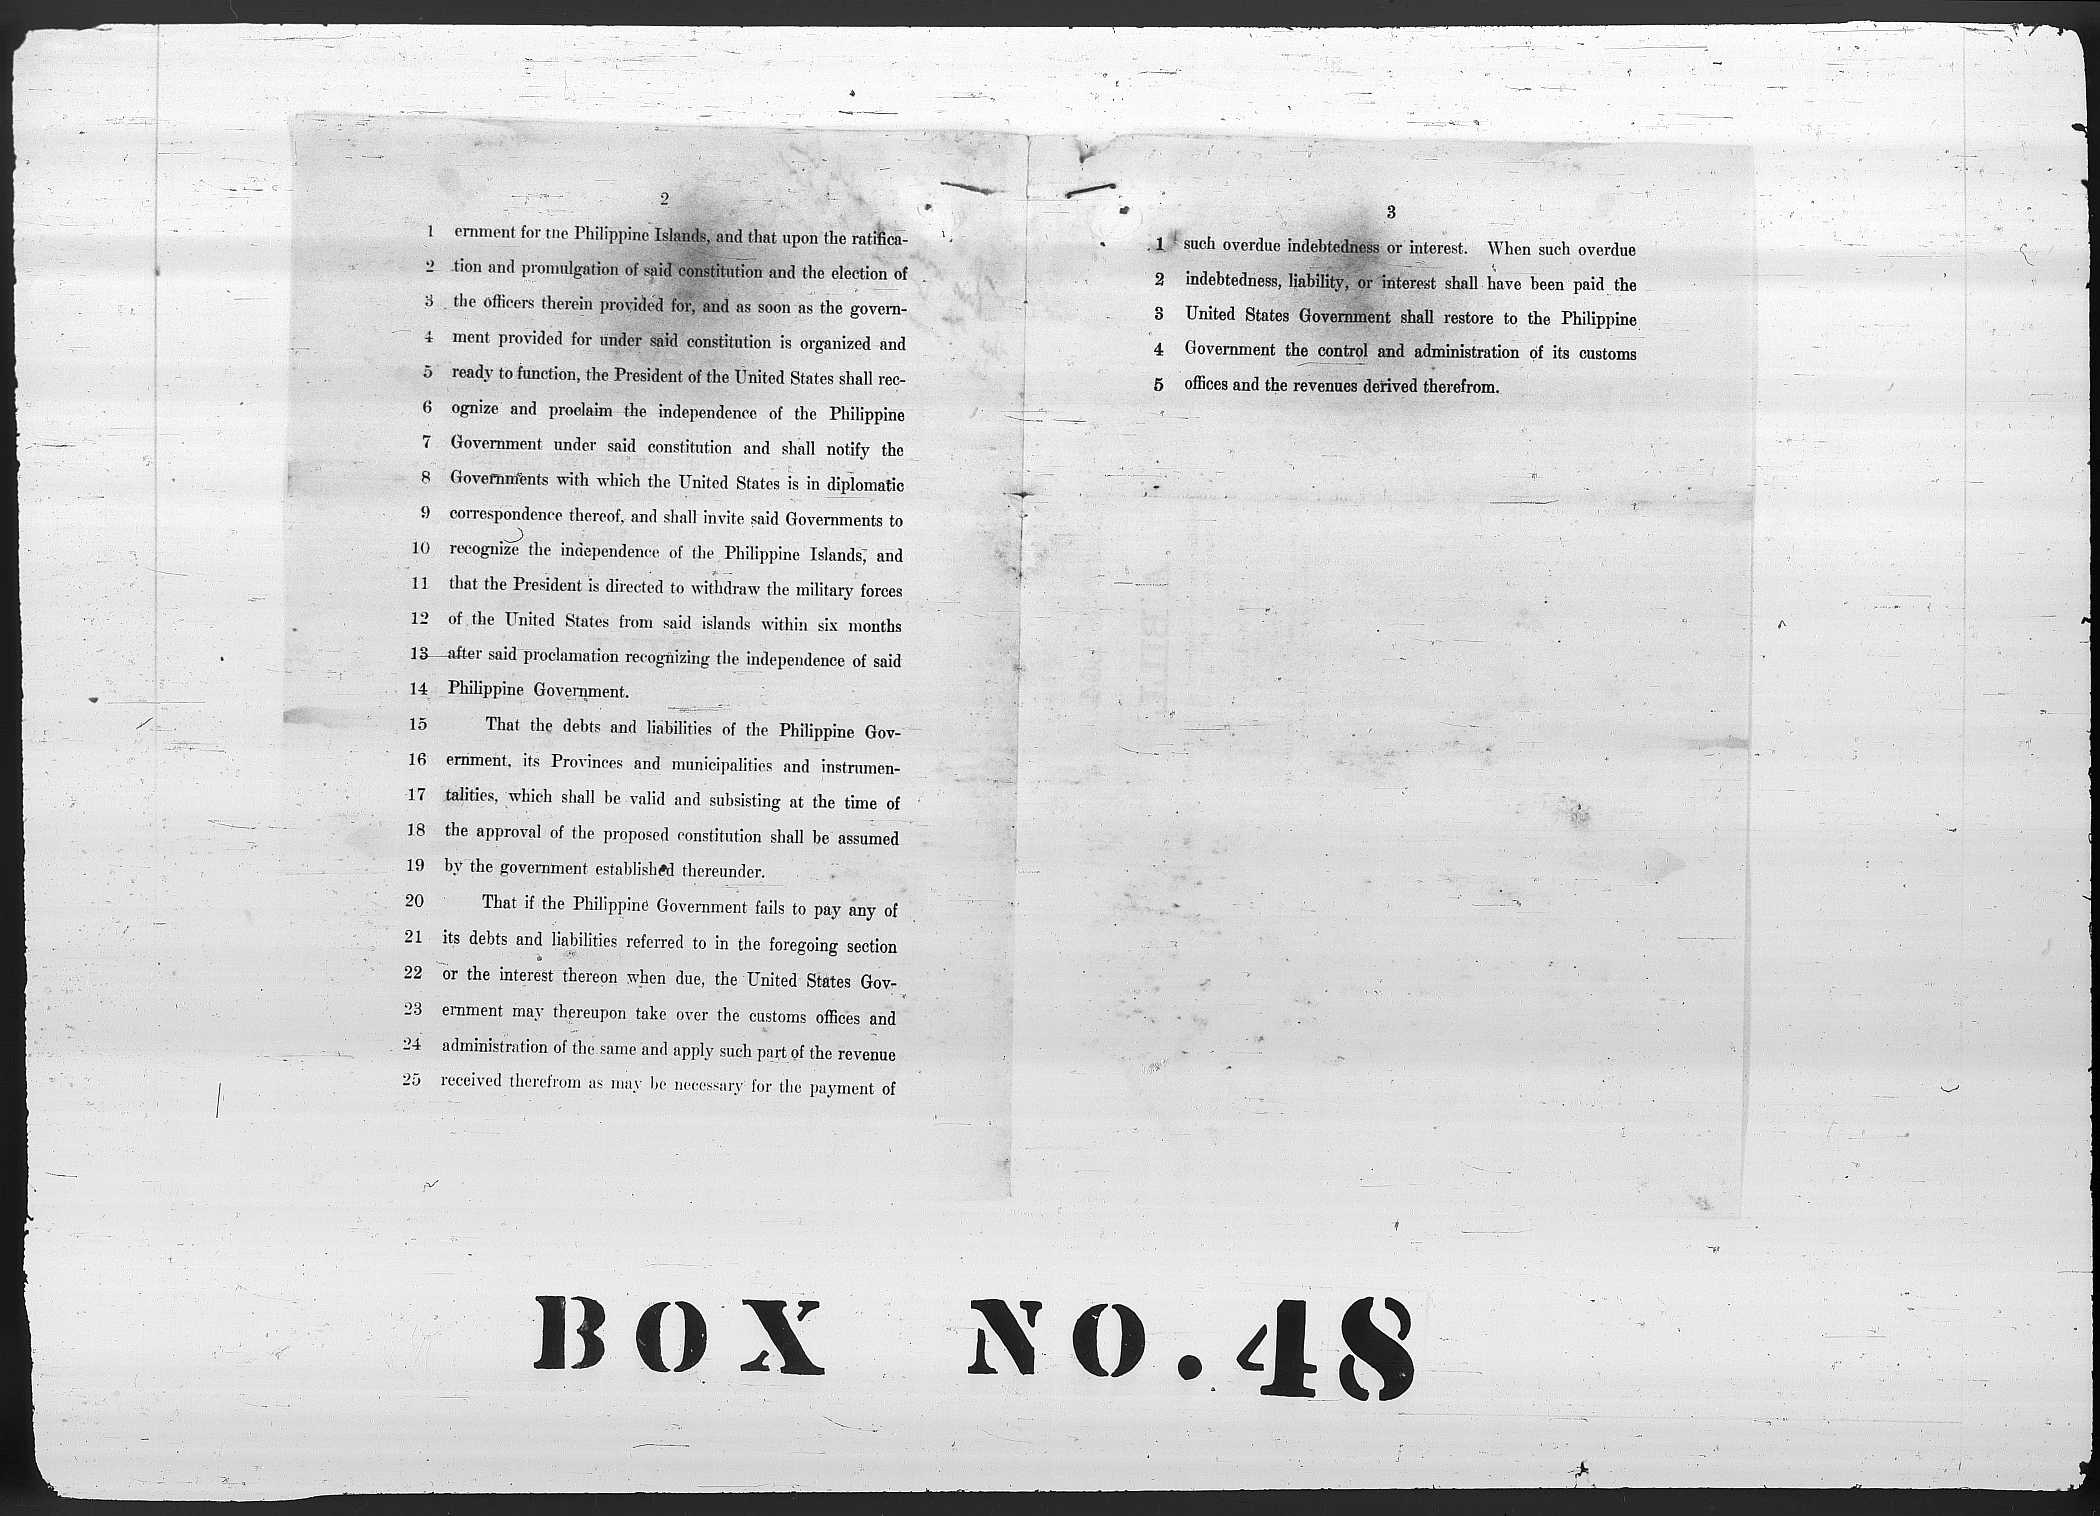 2
1 ernment for the Philippine Islands, and that upon the ratifica-
2 tion and promulgation of said constitution and the election of
3 the officers therein provided for, and as soon as the govern-
4 ment provided for under said constitution is organized and
5 ready to function, the President of the United States shall rec-
6 ognize and proclaim the independence of the Philippine
7 Government under said constitution and shall notify the
8 Governments with which the United States is in diplomatic
9 correspondence thereof, and shall invite said Governments to
10 recognize the independence of the Philippine Islands, and
11 that the President is directed to withdraw the military forces
12 of the United States from said islands within six months
13 after said proclamation recognizing the independence of said
14 Philippine Government.
15 That the debts and liabilities of the Philippine Gov-
16 ernment, its Provinces and municipalities and instrumen-
17 talities, which shall be valid and subsisting at the time of
18 the approval of the proposed constitution shall be assumed
19 by the government established thereunder.
20 That if the Philippine Government fails to pay any of
21 its debts and liabilities referred to in the foregoing section
22 or the interest thereon when due, the United States Gov-
23 ernment may thereupon take over the customs offices and
24 administration of the same and apply such part of the revenue
25 received therefrom as may be necessary for the payment of
3
1 such overdue indebtedness or interest. When such overdue
2 indebtedness, liability, or interest shall have been paid the
3 United States Government shall restore to the Philippine
4 Government the control and administration of its customs
5 offices and the revenues derived therefrom.
BOX NO. 48